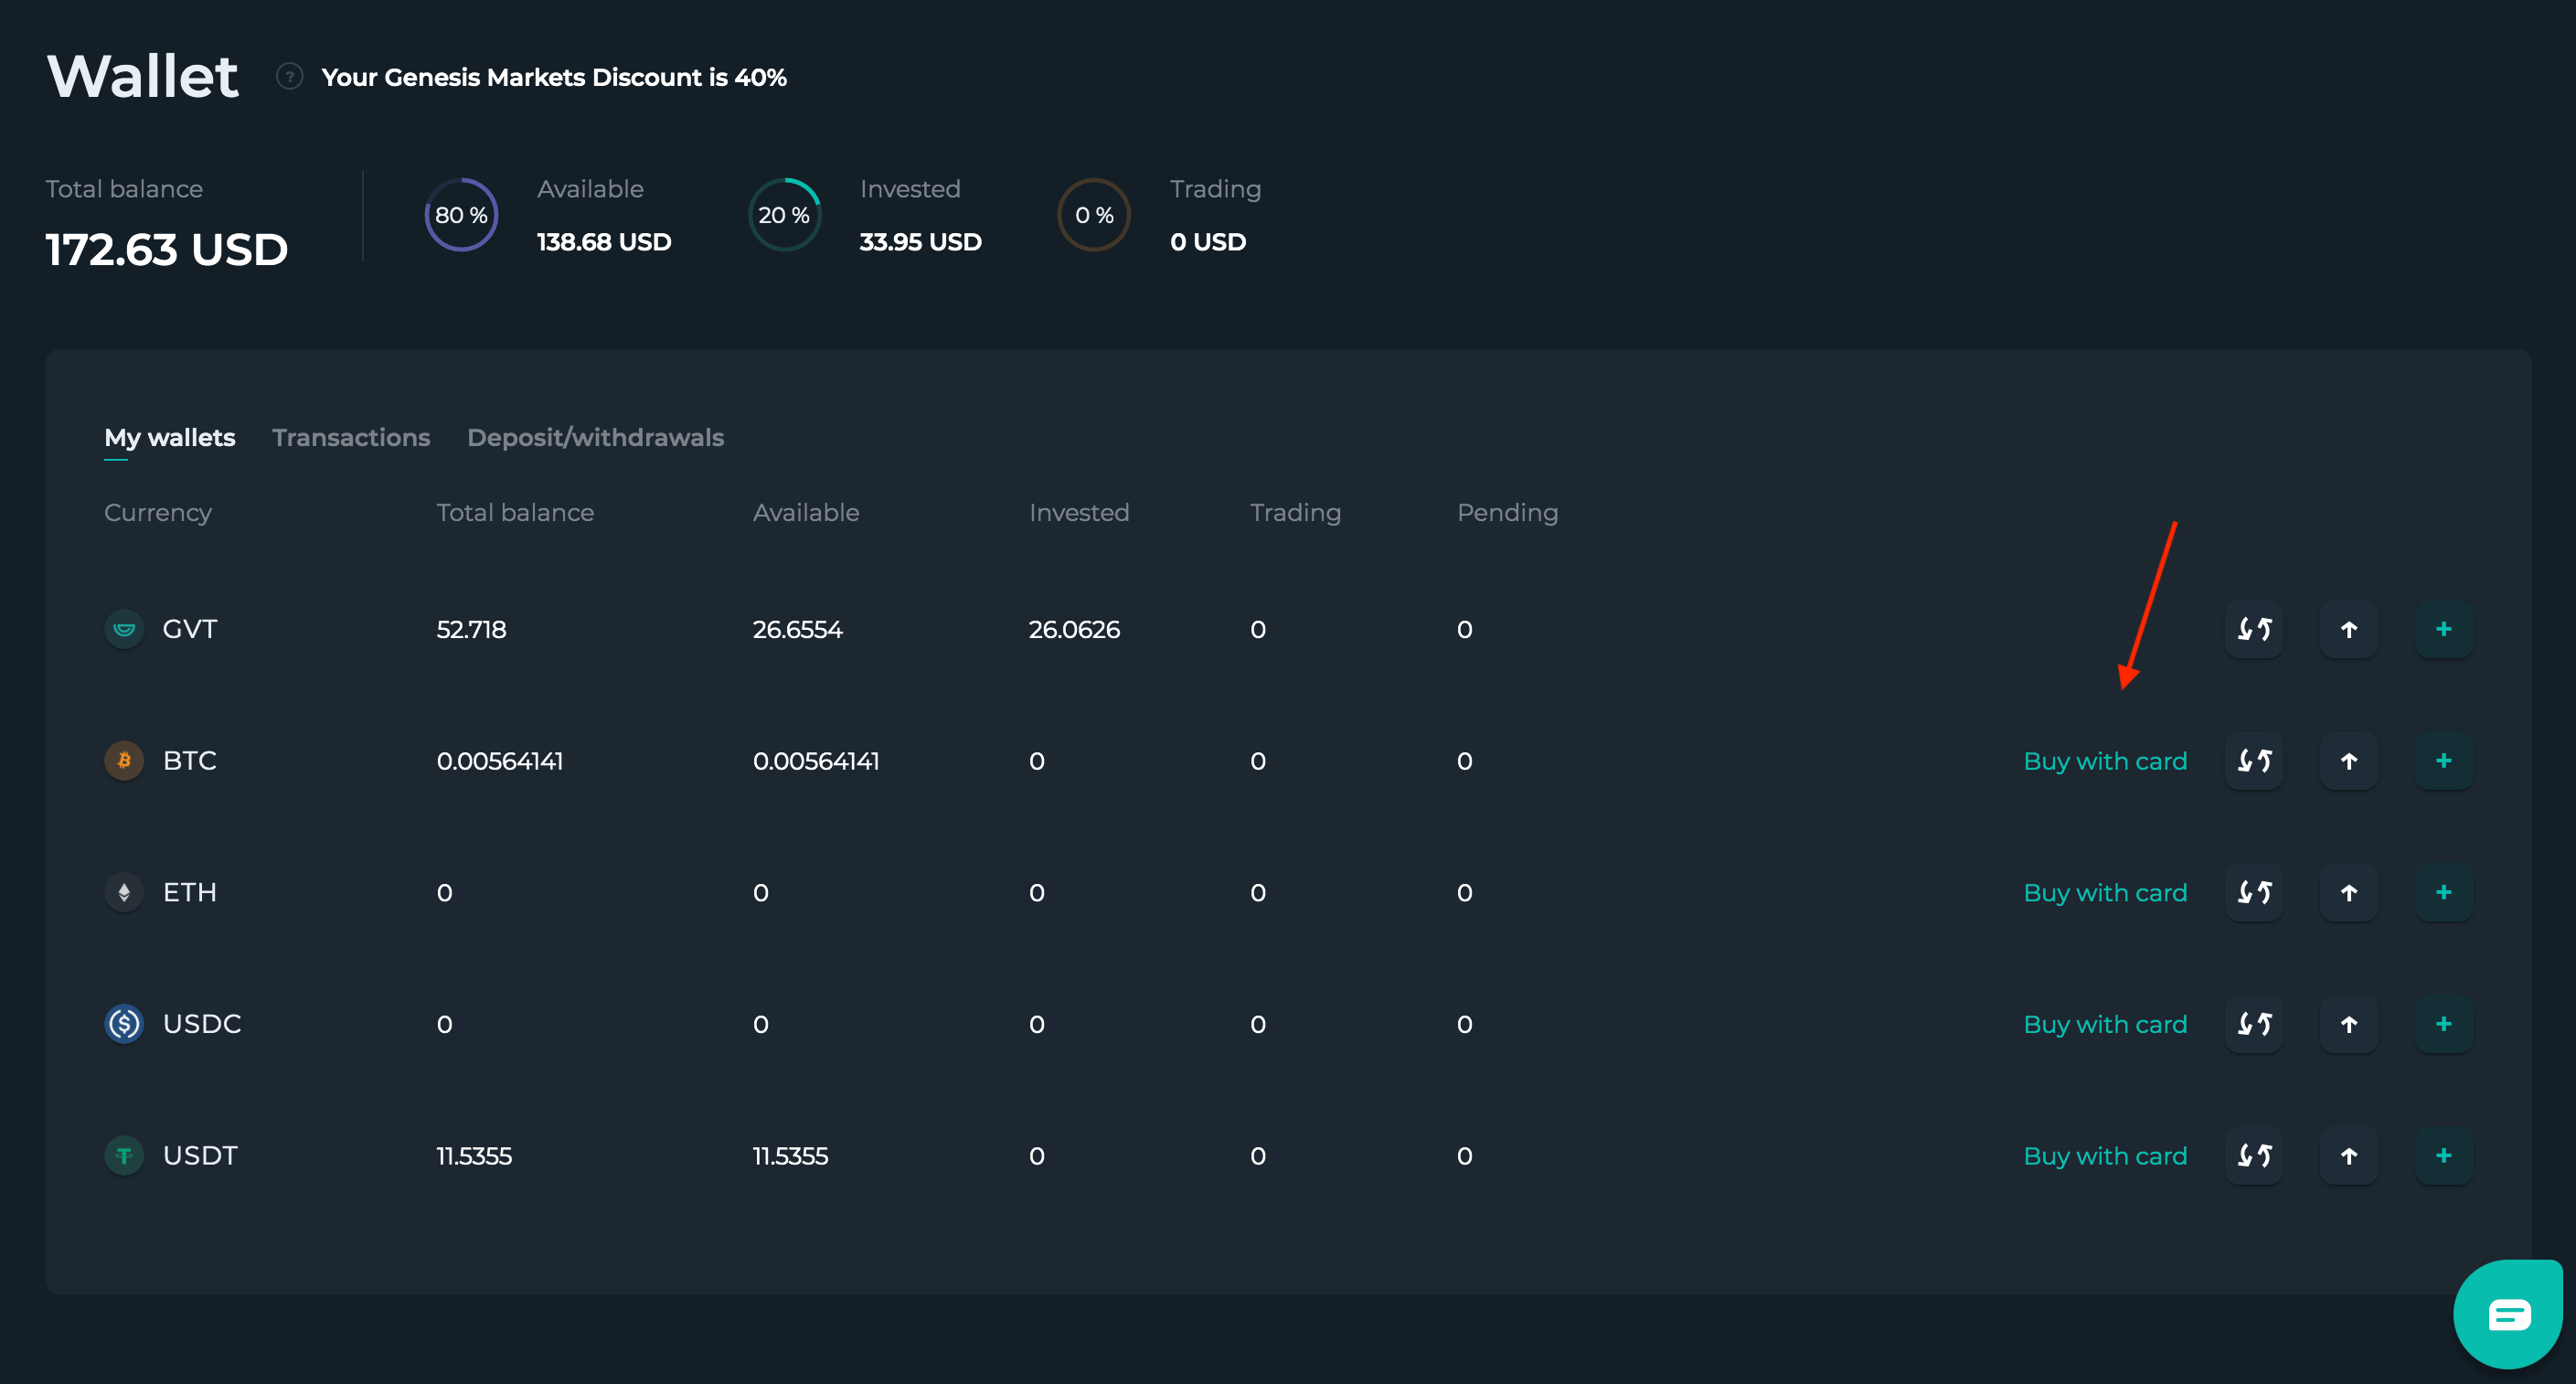 Wallet ? Your Genesis Markets Discount is 40%
Total balance
172.63 USD
80 %
Available
138.68 USD
20 %
Invested
33.95 USD
0 %
Trading
0 USD
My wallets Transactions Deposit/withdrawals
Currency Total balance Available Invested Trading Pending
GVT 52.718 26.6554 26.0626 0 0
BTC 0.00564141 0.00564141 0 0 0 Buy with card
ETH 0 0 0 0 0 Buy with card
USDC 0 0 0 0 0 Buy with card
USDT 11.5355 11.5355 0 0 0 Buy with card